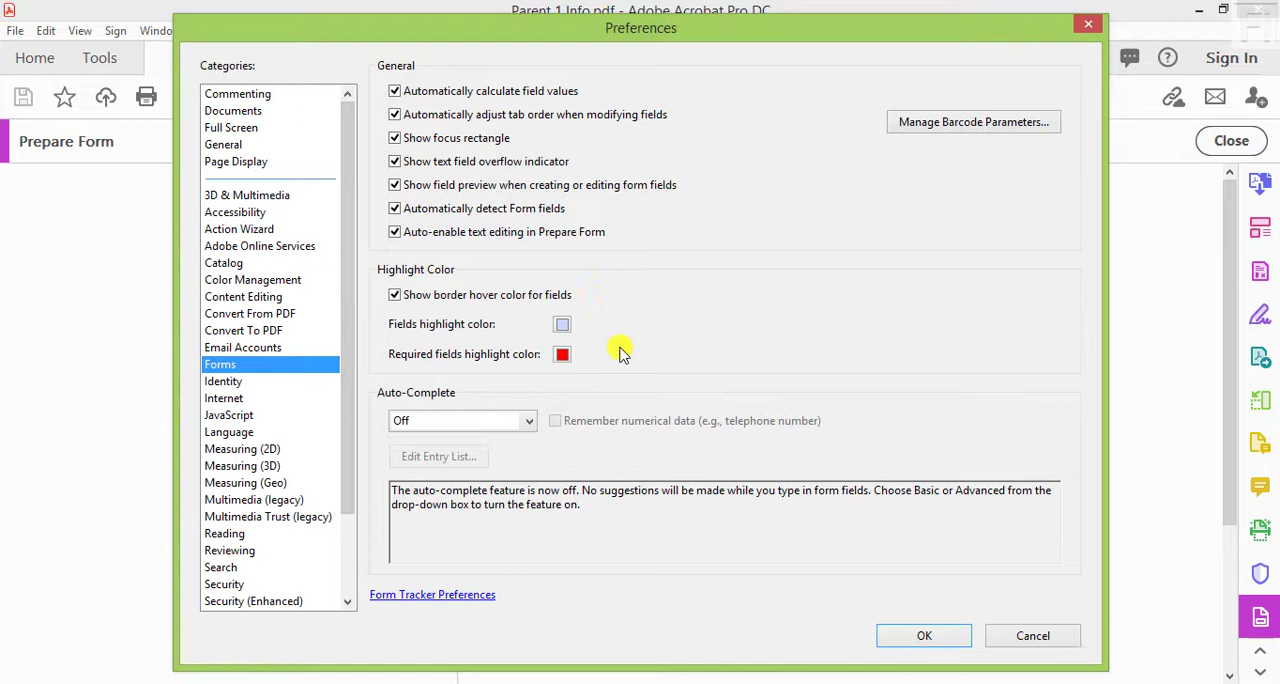 Parent 1 Info.pdf - Adobe Acrobat Pro DC
File Edit View Sign Windo
Home Tools
Sign In
Prepare Form
Close
Preferences
Categories:
Commenting
Documents
Full Screen
General
Page Display
3D & Multimedia
Accessibility
Action Wizard
Adobe Online Services
Catalog
Color Management
Content Editing
Convert From PDF
Convert To PDF
Email Accounts
Forms
Identity
Internet
JavaScript
Language
Measuring (2D)
Measuring (3D)
Measuring (Geo)
Multimedia (legacy)
Multimedia Trust (legacy)
Reading
Reviewing
Search
Security
Security (Enhanced)
General
Automatically calculate field values
Automatically adjust tab order when modifying fields
Show focus rectangle
Show text field overflow indicator
Show field preview when creating or editing form fields
Automatically detect Form fields
Auto-enable text editing in Prepare Form
Manage Barcode Parameters...
Highlight Color
Show border hover color for fields
Fields highlight color:
Required fields highlight color:
Auto-Complete
Off
Remember numerical data (e.g., telephone number)
Edit Entry List...
The auto-complete feature is now off. No suggestions will be made while you type in form fields. Choose Basic or Advanced from the
drop-down box to turn the feature on.
Form Tracker Preferences
OK
Cancel